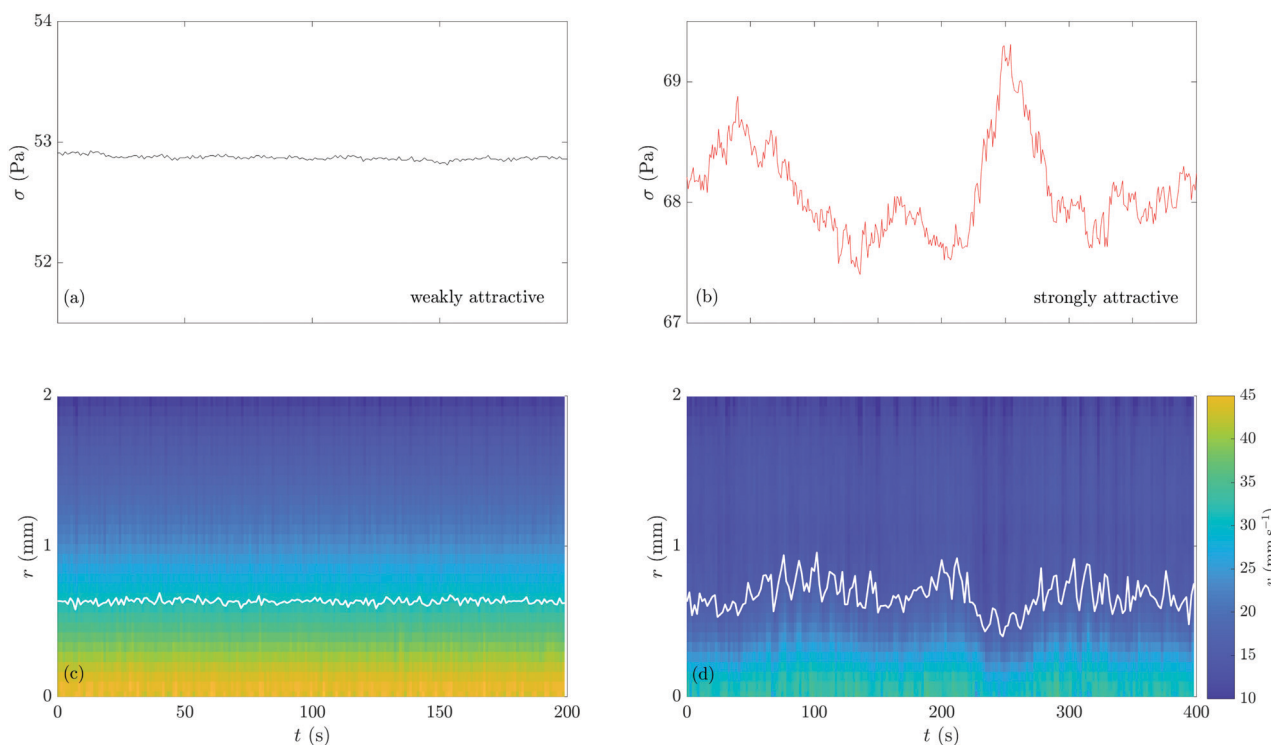 54
53
52
σ (Pa)
(a)
weakly attractive
69
68
67
σ (Pa)
(b)
strongly attractive
2
1
0
r (mm)
(c)
0 50 100 150 200
t (s)
2
1
0
r (mm)
(d)
0 100 200 300 400
t (s)
45
40
35
30
25
20
15
10
v (mm s⁻¹)